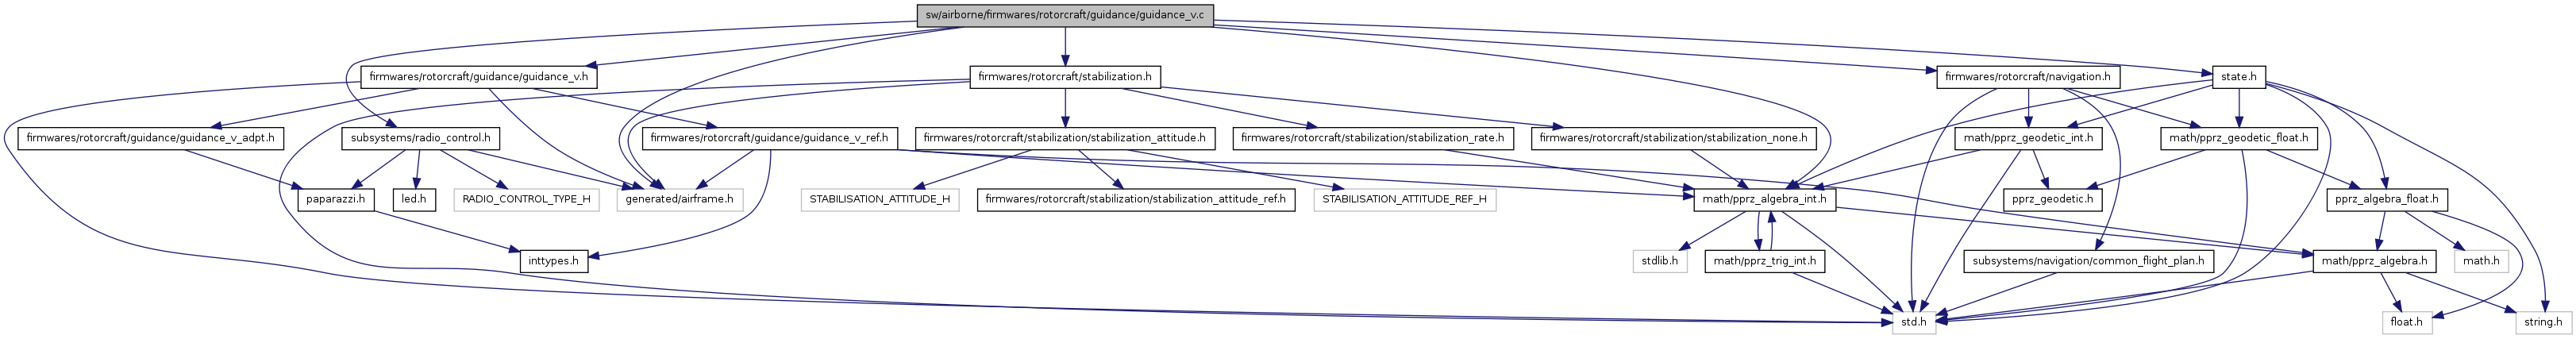 sw/airborne/firmwares/rotorcraft/guidance/guidance_v.c
firmwares/rotorcraft/guidance/guidance_v.h
firmwares/rotorcraft/stabilization.h
firmwares/rotorcraft/navigation.h
state.h
firmwares/rotorcraft/guidance/guidance_v_adpt.h
subsystems/radio_control.h
firmwares/rotorcraft/guidance/guidance_v_ref.h
firmwares/rotorcraft/stabilization/stabilization_attitude.h
firmwares/rotorcraft/stabilization/stabilization_rate.h
firmwares/rotorcraft/stabilization/stabilization_none.h
math/pprz_geodetic_int.h
math/pprz_geodetic_float.h
paparazzi.h
led.h
RADIO_CONTROL_TYPE_H
generated/airframe.h
STABILISATION_ATTITUDE_H
firmwares/rotorcraft/stabilization/stabilization_attitude_ref.h
STABILISATION_ATTITUDE_REF_H
math/pprz_algebra_int.h
pprz_geodetic.h
pprz_algebra_float.h
inttypes.h
stdlib.h
math/pprz_trig_int.h
subsystems/navigation/common_flight_plan.h
math/pprz_algebra.h
math.h
std.h
float.h
string.h